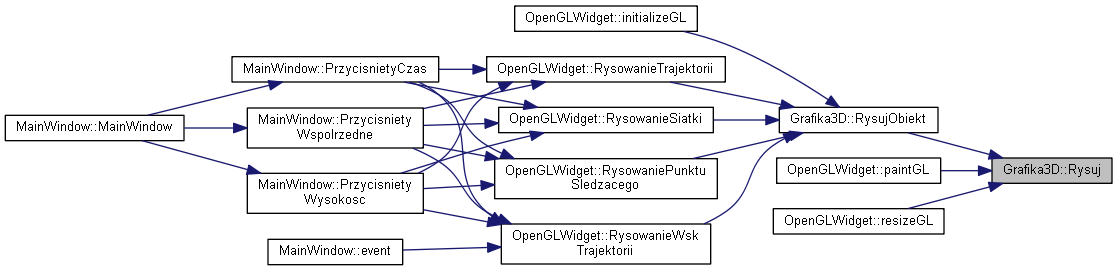 OpenGLWidget::initializeGL
MainWindow::PrzycisnietyCzas
OpenGLWidget::RysowanieTrajektorii
MainWindow::MainWindow
MainWindow::Przycisniety
Wspolrzedne
OpenGLWidget::RysowanieSiatki
Grafika3D::RysujObiekt
MainWindow::Przycisniety
Wysokosc
OpenGLWidget::RysowaniePunktu
Sledzacego
OpenGLWidget::paintGL
Grafika3D::Rysuj
OpenGLWidget::resizeGL
MainWindow::event
OpenGLWidget::RysowanieWsk
Trajektorii